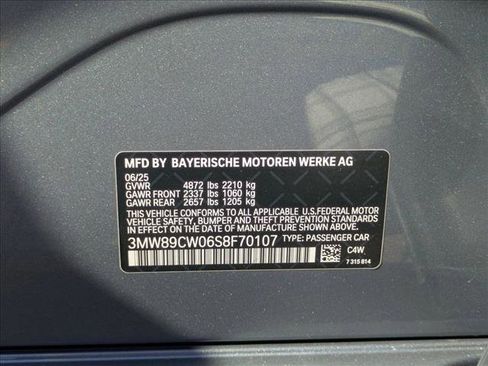 MFD BY BAYERISCHE MOTOREN WERKE AG
06/25
GVWR 4872 lbs 2210 kg
GAWR FRONT 2337 lbs 1060 kg
GAWR REAR 2657 lbs 1205 kg
THIS VEHICLE CONFORMS TO ALL APPLICABLE U.S.FEDERAL MOTOR
VEHICLE SAFETY, BUMPER, AND THEFT PREVENTION STANDARDS
IN EFFECT ON THE DATE OF MANUFACTURE SHOWN ABOVE.
3MW89CW06S8F70107 TYPE: PASSENGER CAR
C4W
7 315 814